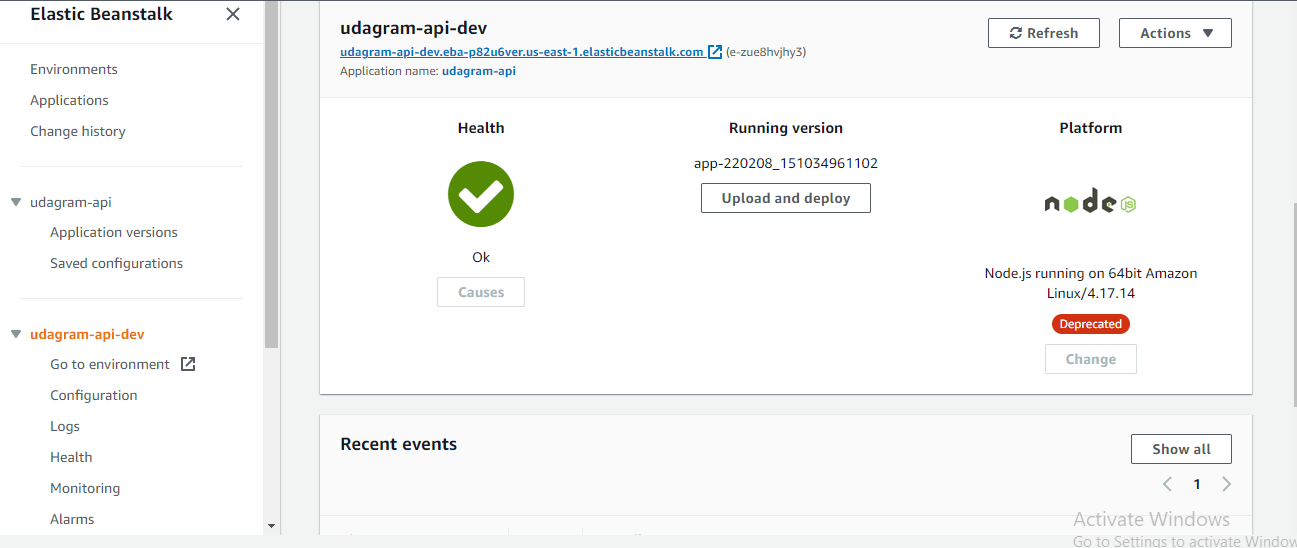 Elastic Beanstalk
Environments
Applications
Change history
udagram-api
Application versions
Saved configurations
udagram-api-dev
Go to environment
Configuration
Logs
Health
Monitoring
Alarms
udagram-api-dev
udagram-api-dev.eba-p82u6ver.us-east-1.elasticbeanstalk.com (e-zue8hvjhy3)
Application name: udagram-api
Refresh
Actions
Health
Ok
Causes
Running version
app-220208_151034961102
Upload and deploy
Platform
node JS
Node.js running on 64bit Amazon
Linux/4.17.14
Deprecated
Change
Recent events
Show all
1
Activate Windows
Go to Settings to activate Window